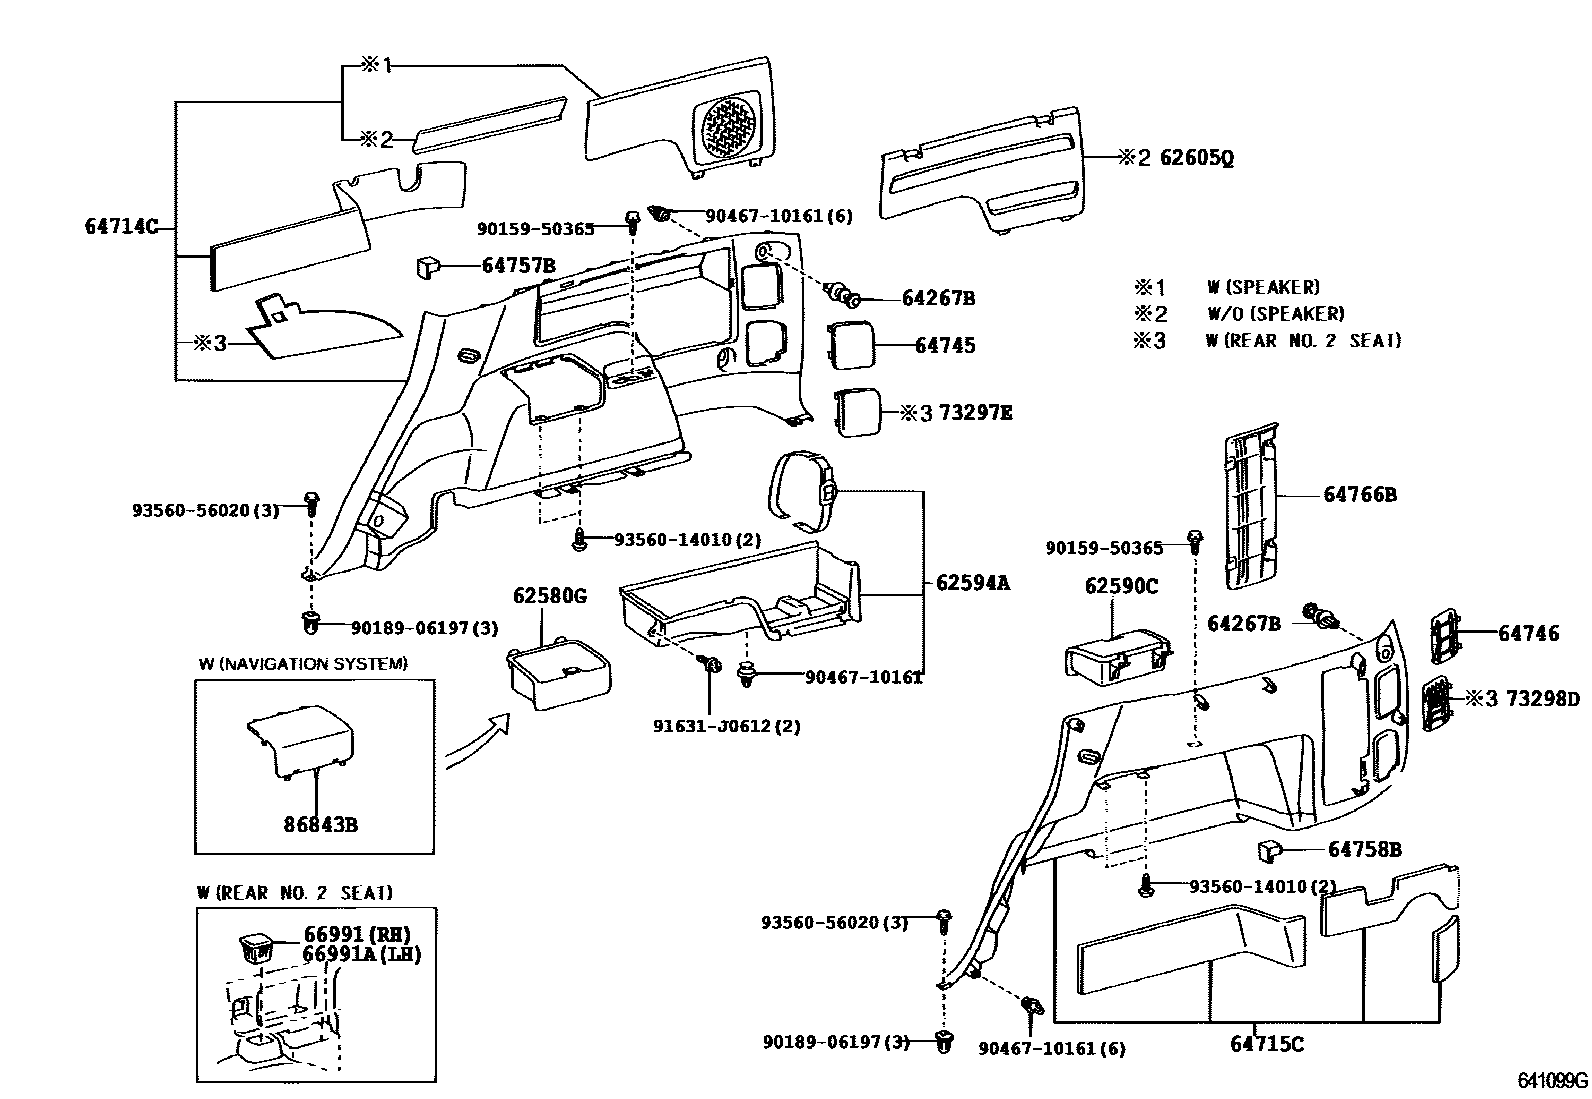 ※1
※2
※2 62605Q
64714C
90159-50365
90467-10161(6)
64757B
64267B
※1 W(SPEAKER)
※2 W/O(SPEAKER)
※3 W(REAR NO. 2 SEAT)
※3
64745
※3 73297E
64766B
93560-56020(3)
93560-14010(2)
90159-50365
62594A
62590C
62580G
90189-06197(3)
64267B
64746
W(NAVIGATION SYSTEM)
90467-10161
※3 73298D
91631-J0612(2)
86843B
64758B
93560-14010(2)
W(REAR NO. 2 SEAT)
66991(RH)
66991A(LH)
93560-56020(3)
90189-06197(3)
90467-10161(6)
64715C
641099G